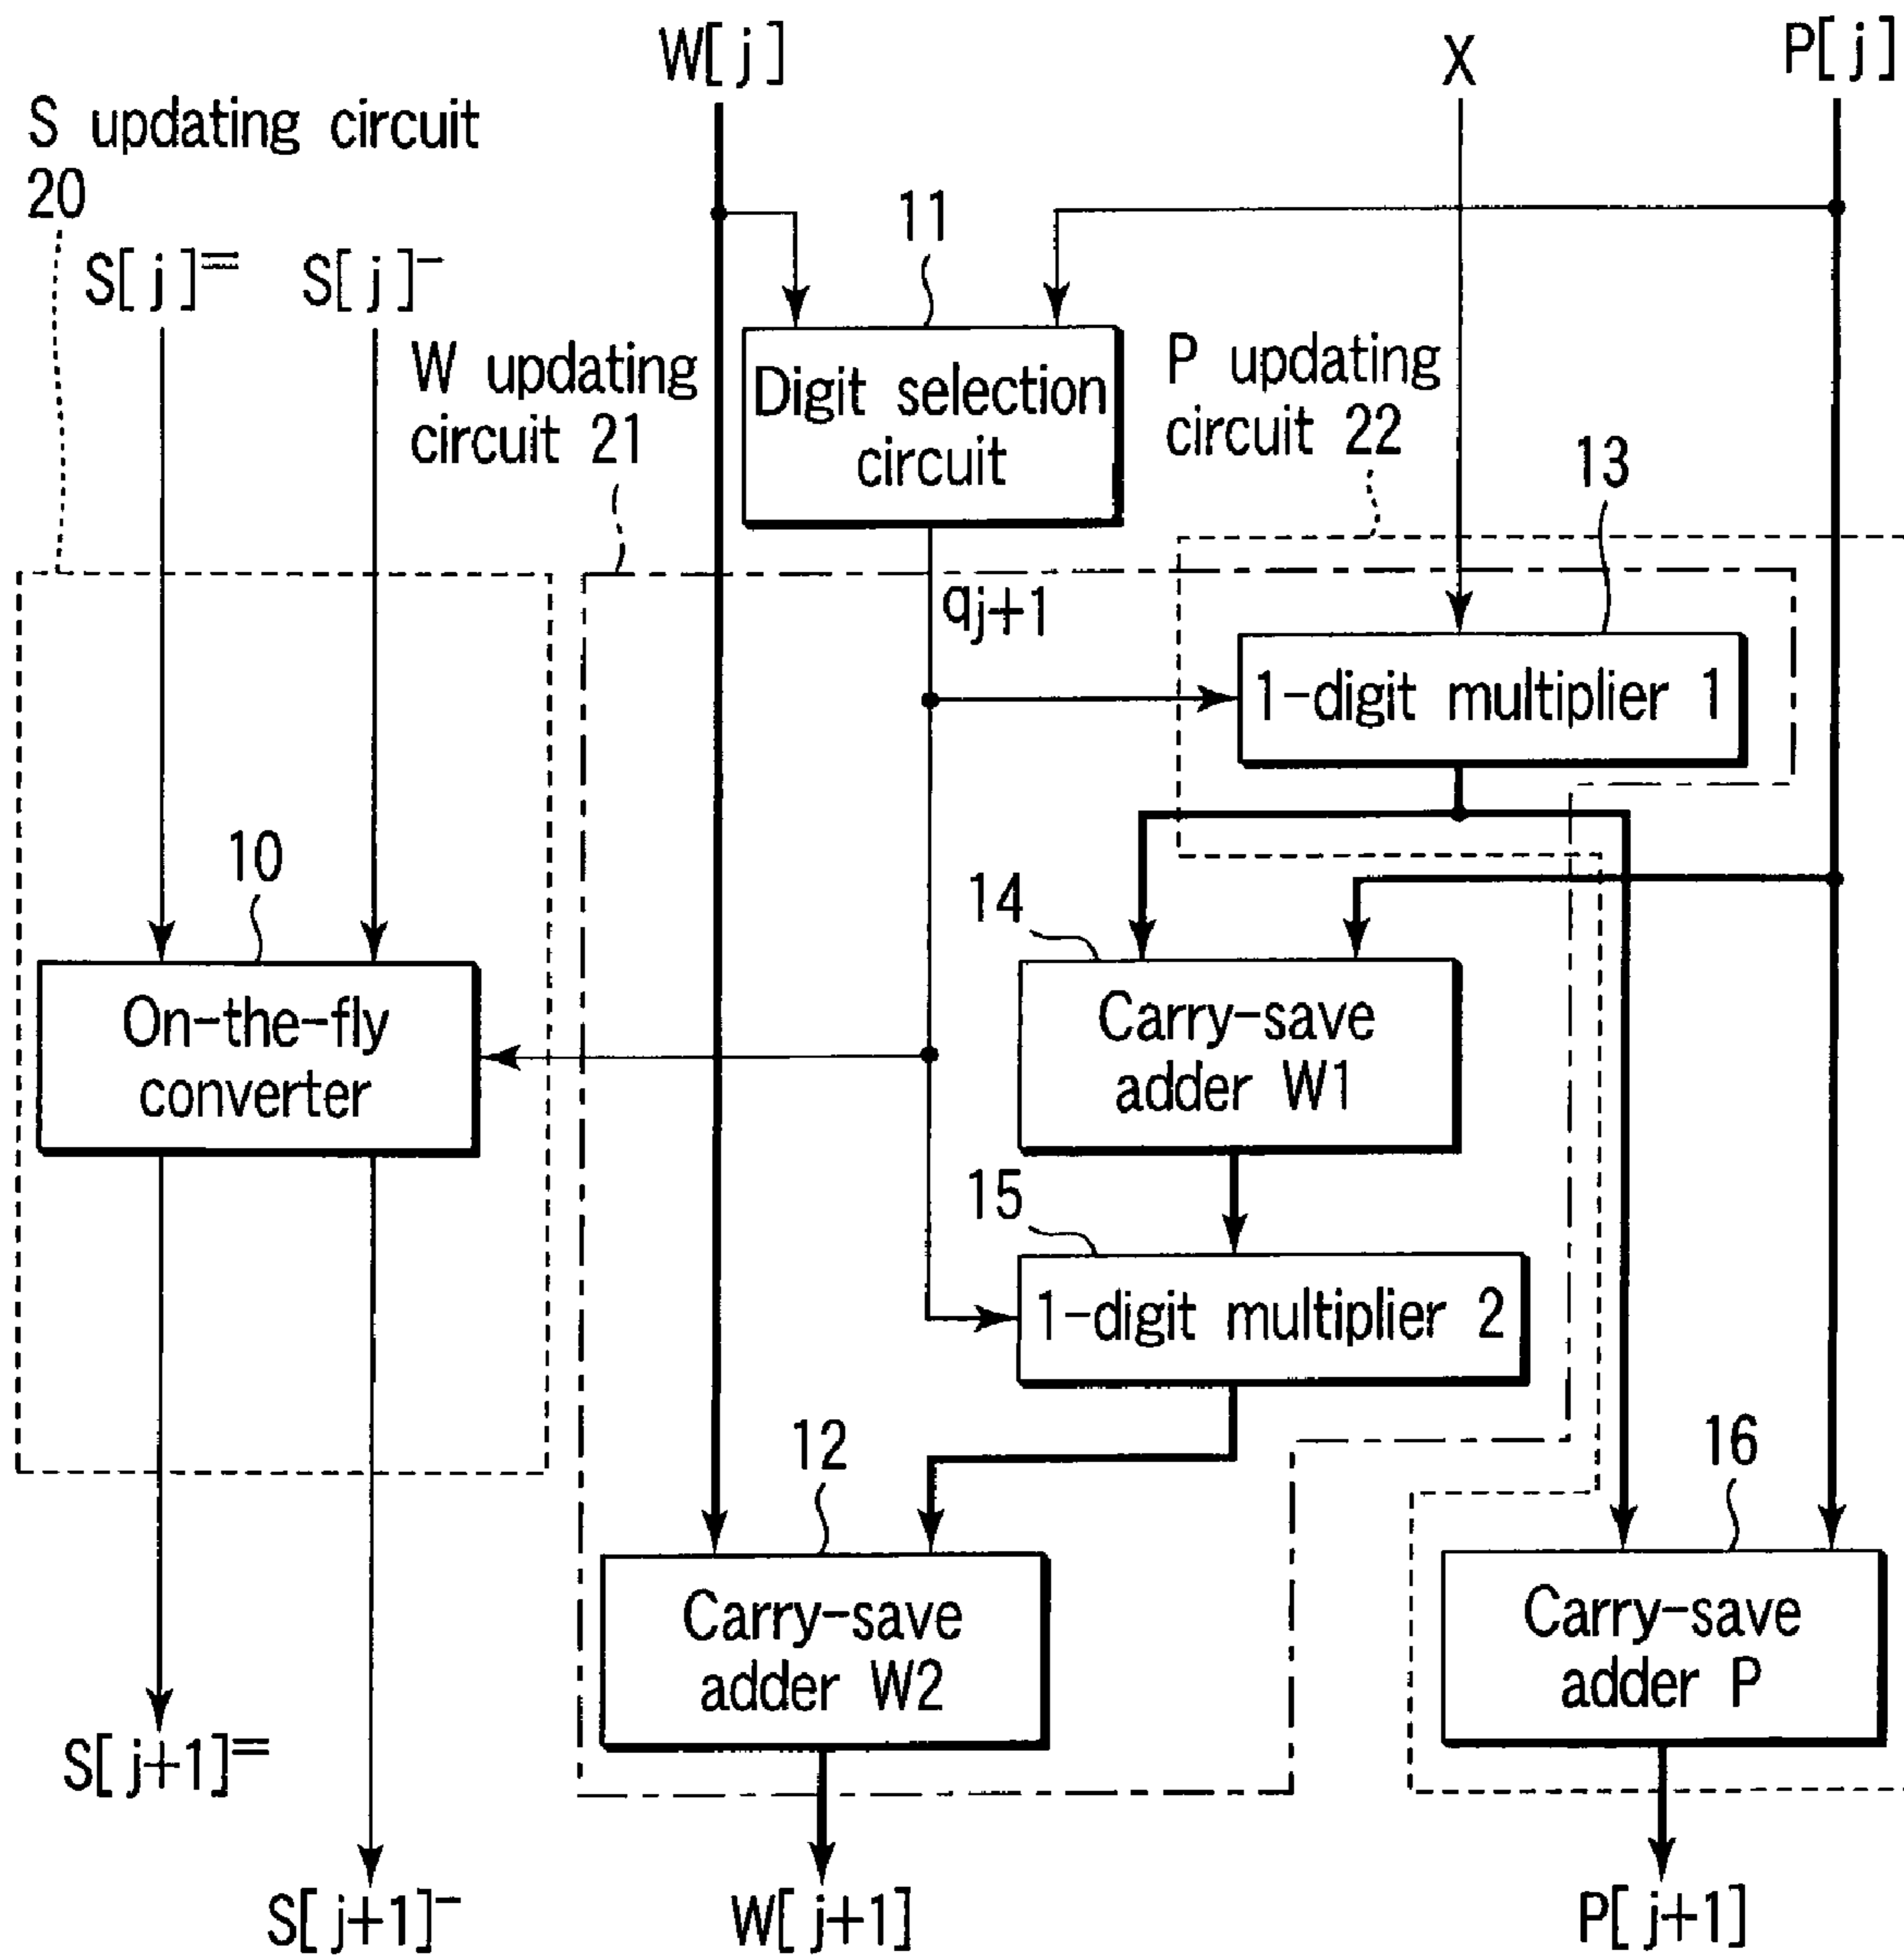 W[j]
X
P[j]
S updating circuit
20
S[j]=
S[j]-
11
W updating
circuit 21
Digit selection
circuit
P updating
circuit 22
13
qj+1
1-digit multiplier 1
10
14
On-the-fly
converter
Carry-save
adder W1
15
1-digit multiplier 2
12
16
Carry-save
adder W2
Carry-save
adder P
S[j+1]=
S[j+1]-
W[j+1]
P[j+1]